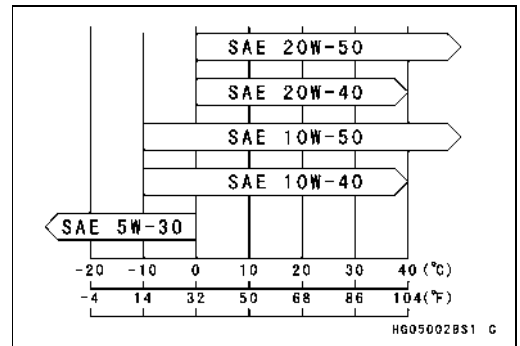 SAE 20W-50
SAE 20W-40
SAE 10W-50
SAE 10W-40
SAE 5W-30
-20 -10 0 10 20 30 40 (°C)
-4 14 32 50 68 86 104(°F)
HG05002BS1 C